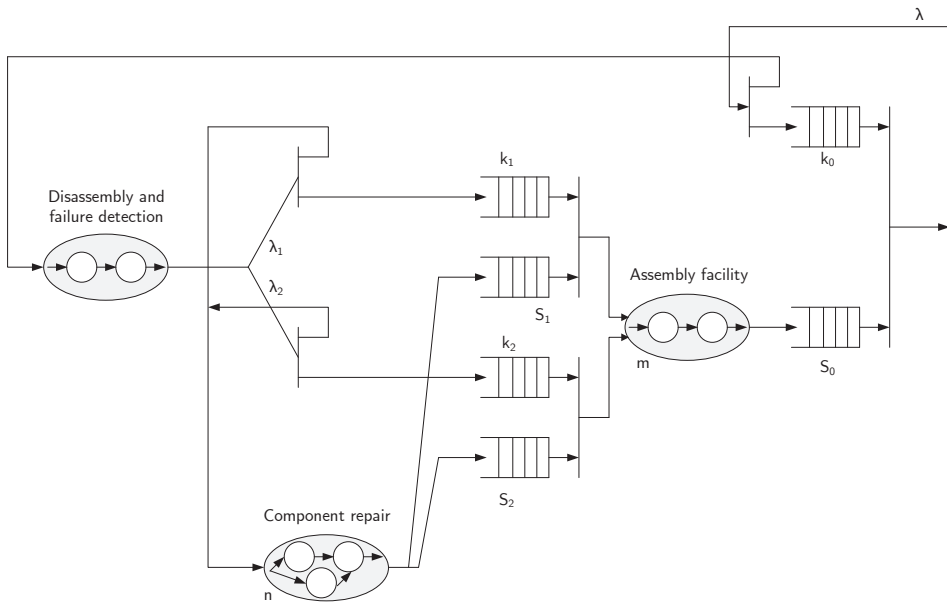 λ
k₀
k₁
Disassembly and
failure detection
λ₁
λ₂
S₁
Assembly facility
k₂
m
S₀
S₂
Component repair
n